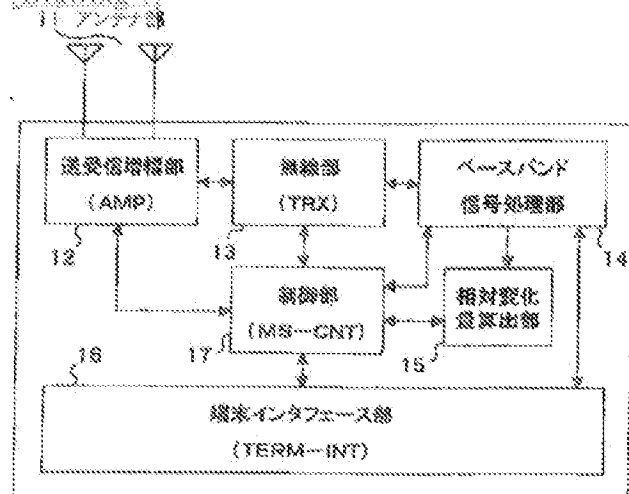 11 アンテナ部
送受信増幅部
(AMP)
12
無線部
(TRX)
13
ベースバンド
信号処理部
14
制御部
(MS-CNT)
17
相対変化
量算出部
15
16
端末インタフェース部
(TERM-INT)